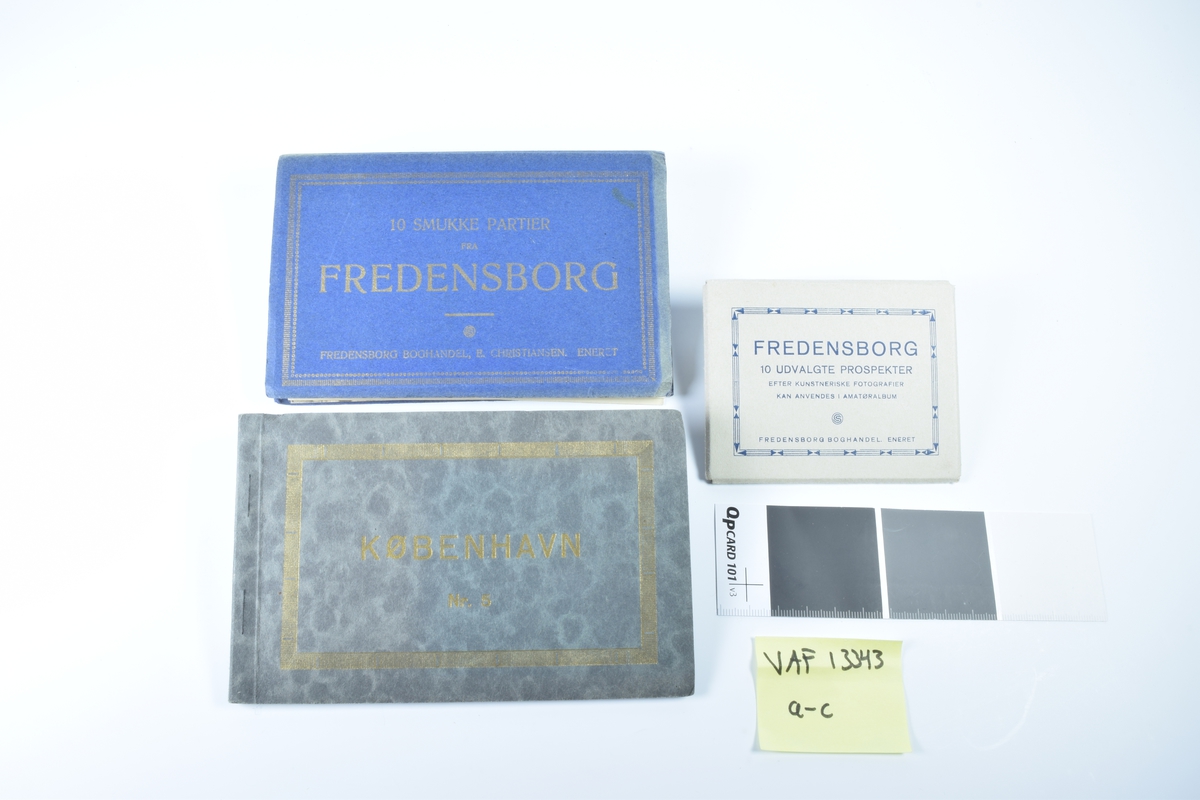 10 SMUKKE PARTIER
FRA
FREDENSBORG
FREDENSBORG BOGHANDEL, E. CHRISTIANSEN. ENERET
FREDENSBORG
10 UDVALGTE PROSPEKTER
EFTER KUNSTNERISKE FOTOGRAFIER
KAN ANVENDES I AMATØRALBUM
FREDENSBORG BOGHANDEL. ENERET
KØBENHAVN
Nr. 5
QPCARD 101 V3
VAF 13343
a-c